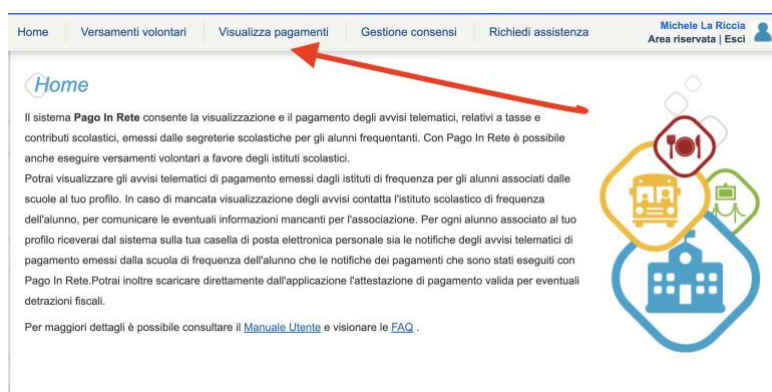 Home Versamenti volontari Visualizza pagamenti Gestione consensi Richiedi assistenza
Michele La Riccia
Area riservata | Esci
Home
Il sistema Pago In Rete consente la visualizzazione e il pagamento degli avvisi telematici, relativi a tasse e
contributi scolastici, emessi dalle segreterie scolastiche per gli alunni frequentanti. Con Pago In Rete è possibile
anche eseguire versamenti volontari a favore degli istituti scolastici.
Potrai visualizzare gli avvisi telematici di pagamento emessi dagli istituti di frequenza per gli alunni associati dalle
scuole al tuo profilo. In caso di mancata visualizzazione degli avvisi contatta l'istituto scolastico di frequenza
dell'alunno, per comunicare le eventuali informazioni mancanti per l'associazione. Per ogni alunno associato al tuo
profilo riceverai dal sistema sulla tua casella di posta elettronica personale sia le notifiche degli avvisi telematici di
pagamento emessi dalla scuola di frequenza dell'alunno che le notifiche dei pagamenti che sono stati eseguiti con
Pago In Rete.Potrai inoltre scaricare direttamente dall'applicazione l'attestazione di pagamento valida per eventuali
detrazioni fiscali.
Per maggiori dettagli è possibile consultare il Manuale Utente e visionare le FAQ .